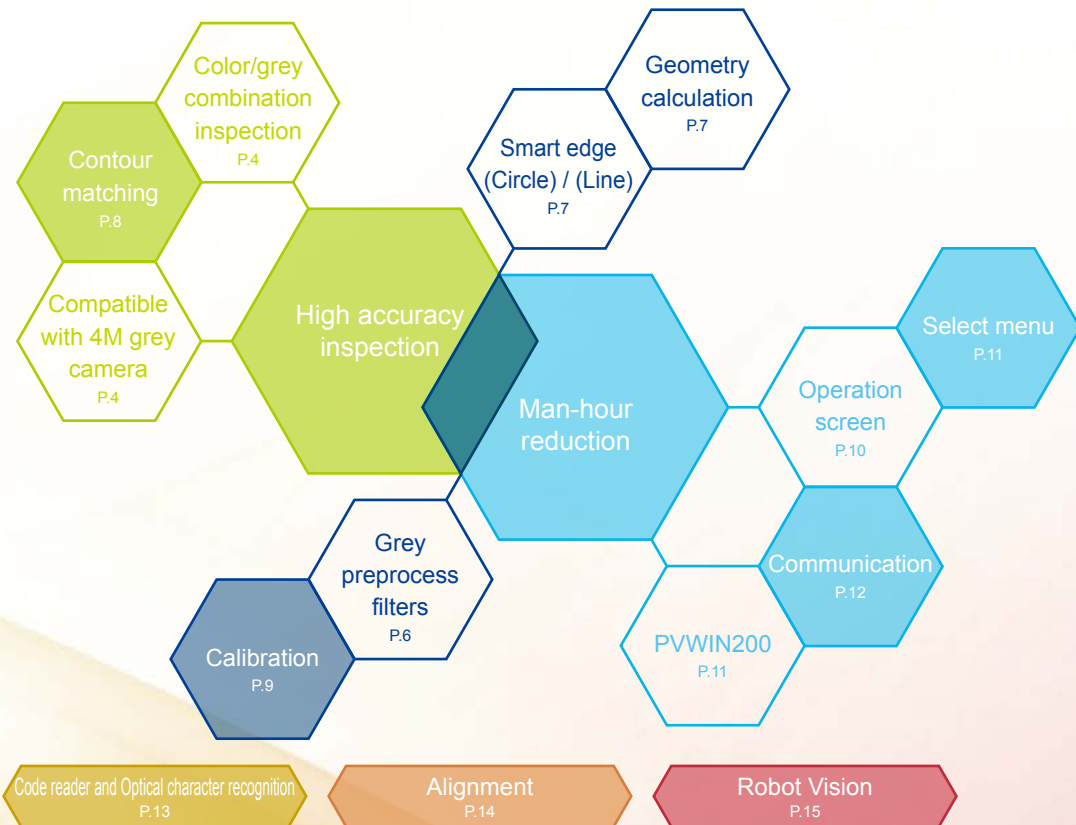 Color/grey
combination
inspection
P.4
Contour
matching
P.8
Compatible
with 4M grey
camera
P.4
High accuracy
inspection
Geometry
calculation
P.7
Smart edge
(Circle) / (Line)
P.7
Man-hour
reduction
Select menu
P.11
Operation
screen
P.10
Communication
P.12
PVWIN200
P.11
Grey
preprocess
filters
P.6
Calibration
P.9
Code reader and Optical character recognition
P.13
Alignment
P.14
Robot Vision
P.15